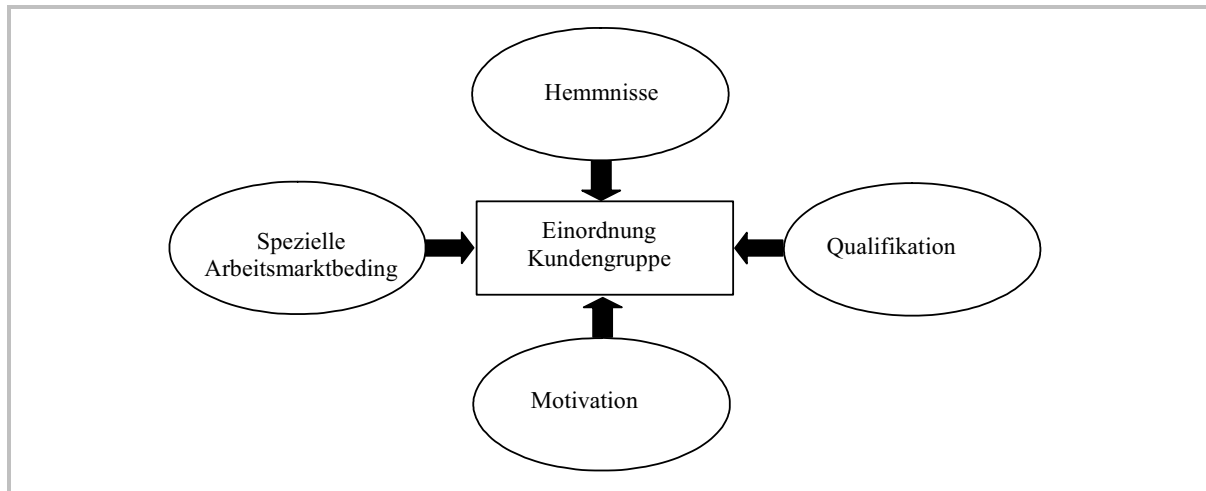 Hemmnisse
Spezielle
Arbeitsmarktbeding
Einordnung
Kundengruppe
Qualifikation
Motivation